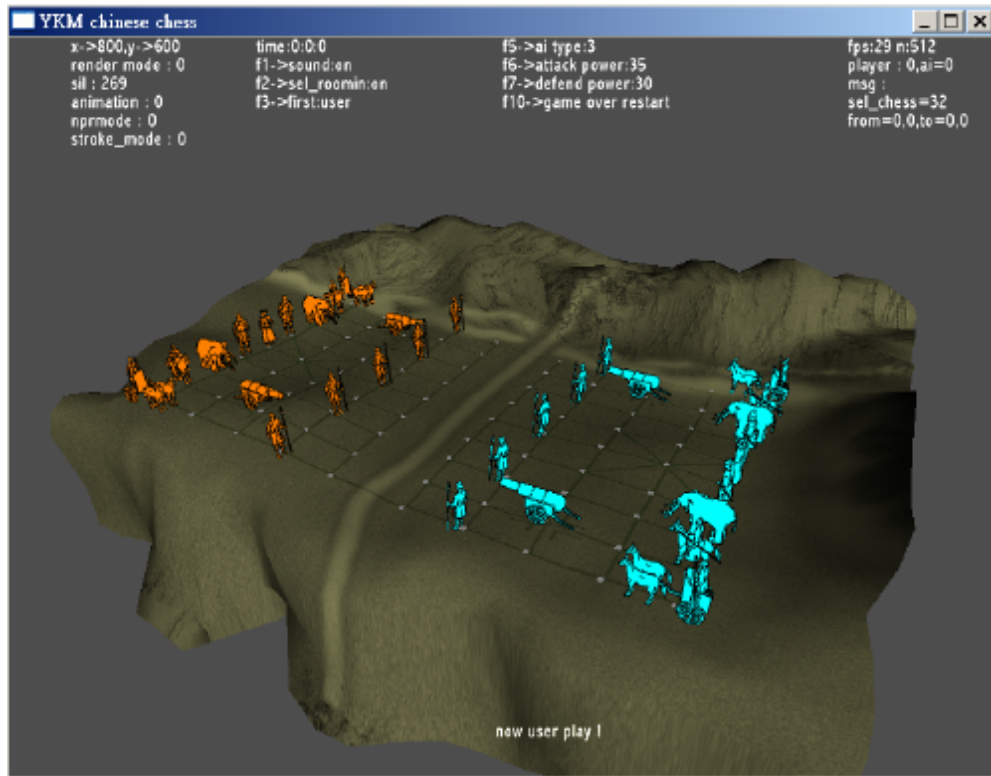 YKM chinese chess
x->800,y->600
render mode : 0
sil : 269
animation : 0
nprmode : 0
stroke_mode : 0
time:0:0:0
f1->sound:on
f2->sel_roomin:on
f3->first:user
f5->ai type:3
f6->attack power:35
f7->defend power:30
f10->game over restart
fps:29 n:512
player : 0,ai=0
msg :
sel_chess=32
from=0,0,to=0,0
now user play !